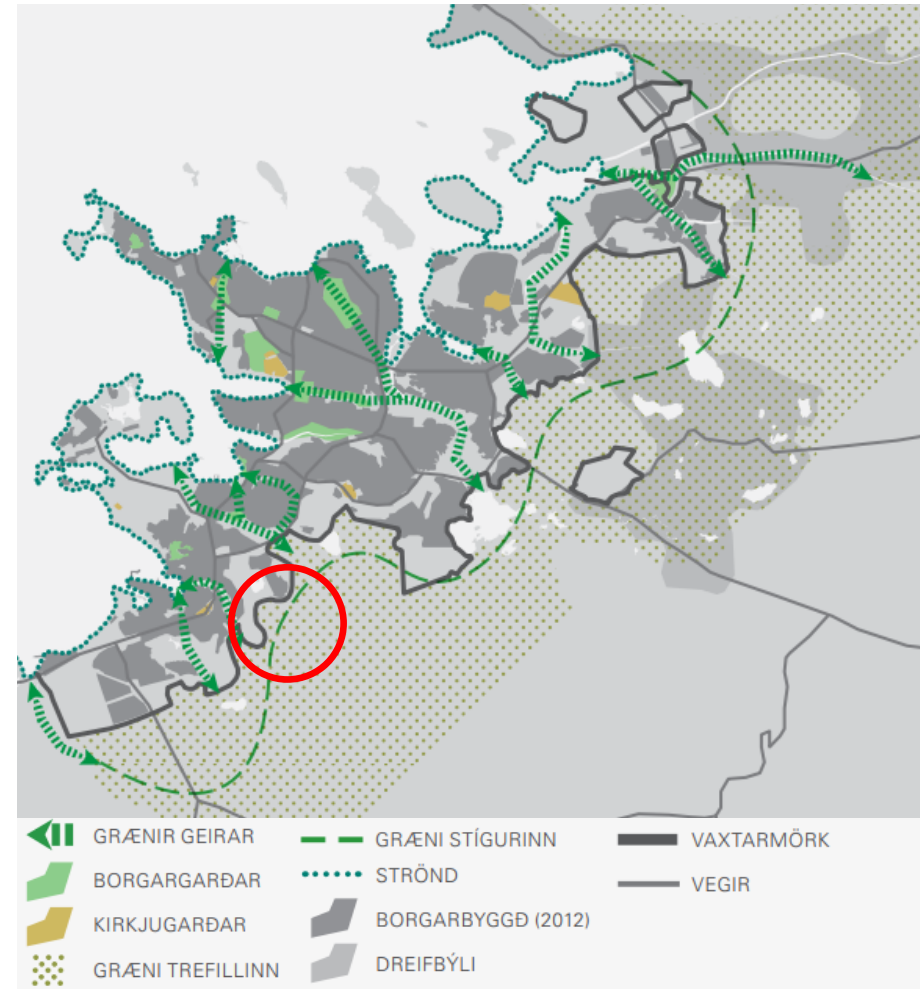 GRÆNIR GEIRAR
BORGARGARÐAR
KIRKJUGARÐAR
GRÆNI TREFILLINN
GRÆNI STÍGURINN
STRÖND
BORGARBYGGÐ (2012)
DREIFBÝLI
VAXTARMÖRK
VEGIR